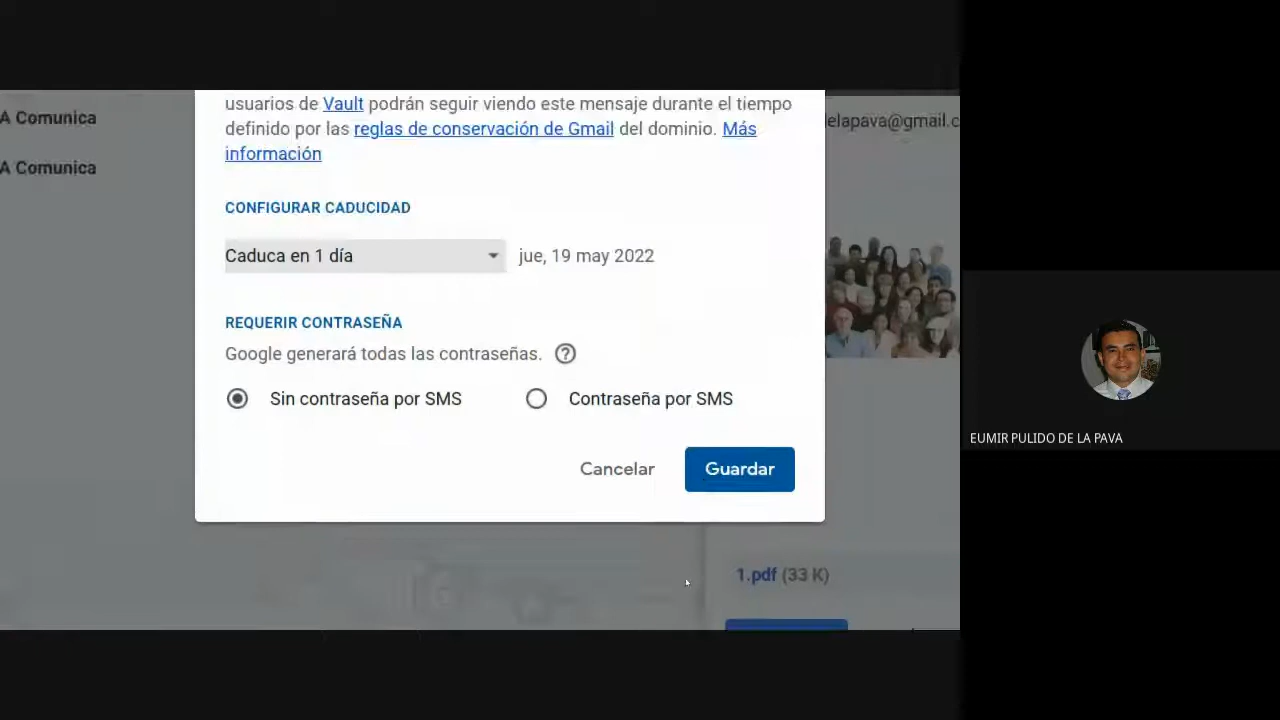 usuarios de Vault podrán seguir viendo este mensaje durante el tiempo
A Comunica
elapava@gmail.c
definido por las reglas de conservación de Gmail del dominio. Más
información
A Comunica
CONFIGURAR CADUCIDAD
Caduca en 1 día jue, 19 may 2022
REQUERIR CONTRASEÑA
Google generará todas las contraseñas. ?
Sin contraseña por SMS Contraseña por SMS
EUMIR PULIDO DE LA PAVA
Cancelar Guardar
1.pdf (33 K)